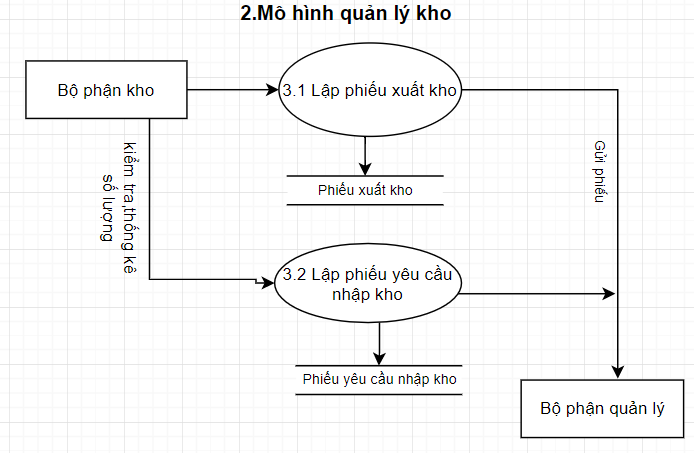 2.Mô hình quản lý kho
Bộ phận kho
3.1 Lập phiếu xuất kho
Phiếu xuất kho
kiểm tra,thống kê
số lượng
Gửi phiếu
3.2 Lập phiếu yêu cầu
nhập kho
Phiếu yêu cầu nhập kho
Bộ phận quản lý